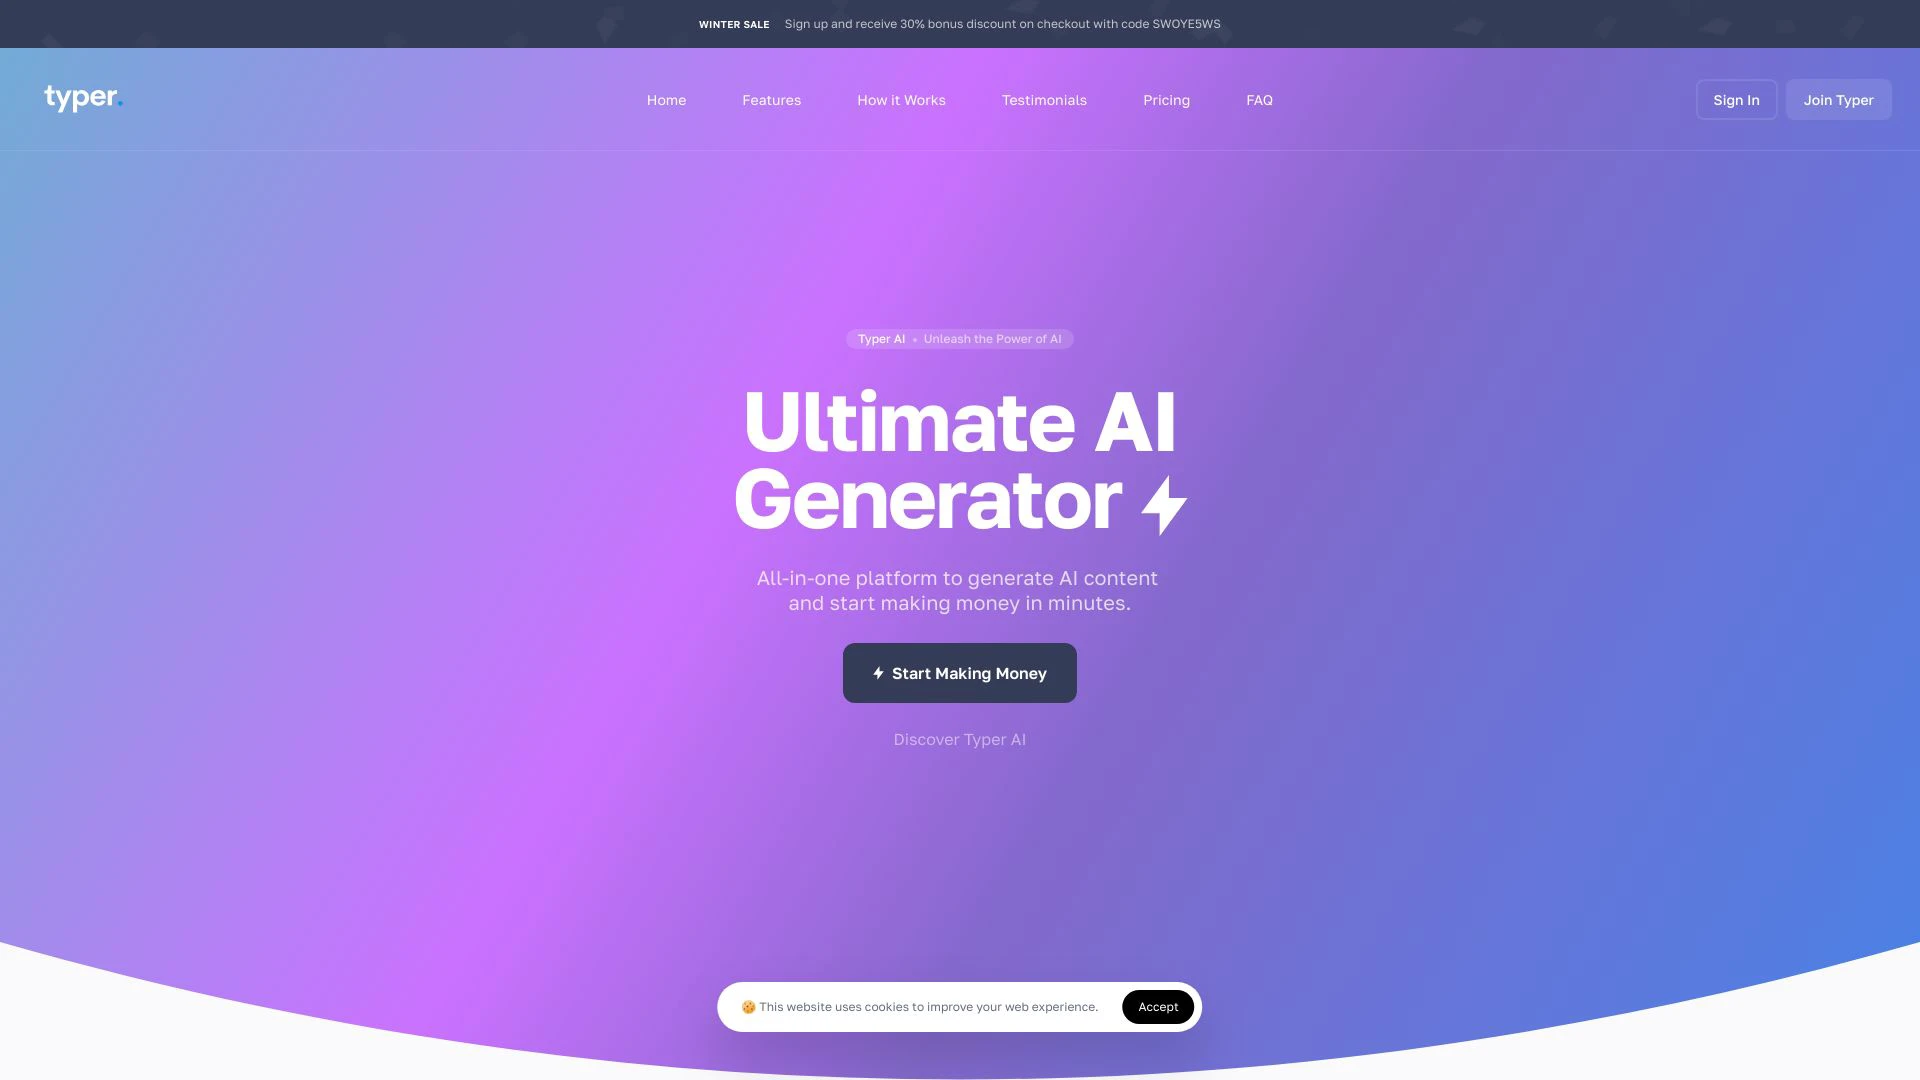 WINTER SALE Sign up and receive 30% bonus discount on checkout with code SWOYE5WS
typer.
Home
Features
How it Works
Testimonials
Pricing
FAQ
Sign In
Join Typer
Typer AI • Unleash the Power of AI
Ultimate AI
Generator
All-in-one platform to generate AI content
and start making money in minutes.
Start Making Money
Discover Typer AI
🍪 This website uses cookies to improve your web experience.
Accept